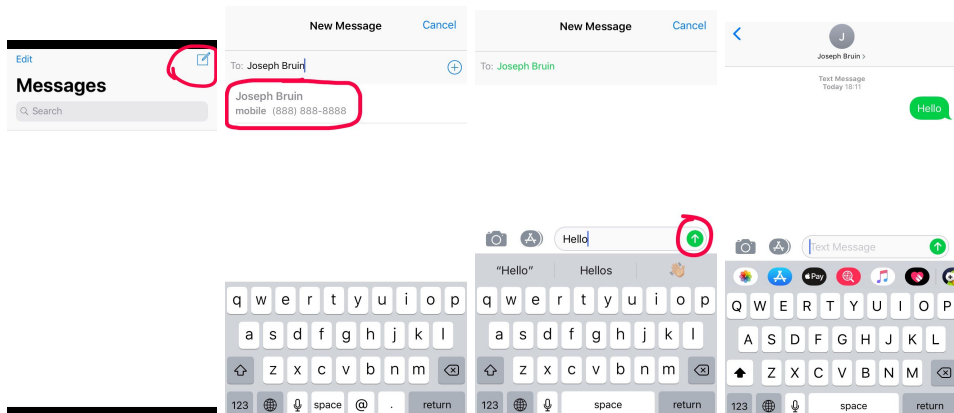 Edit
Messages
Search
New Message
Cancel
To: Joseph Bruin
Joseph Bruin
mobile (888) 888-8888
q w e r t y u i o p
a s d f g h j k l
z x c v b n m
123 space @ . return
New Message
Cancel
To: Joseph Bruin
Hello
“Hello” Hellos
q w e r t y u i o p
a s d f g h j k l
z x c v b n m
123 space return
J
Joseph Bruin >
Text Message
Today 18:11
Hello
Text Message
Pay
Q W E R T Y U I O P
A S D F G H J K L
Z X C V B N M
123 space return